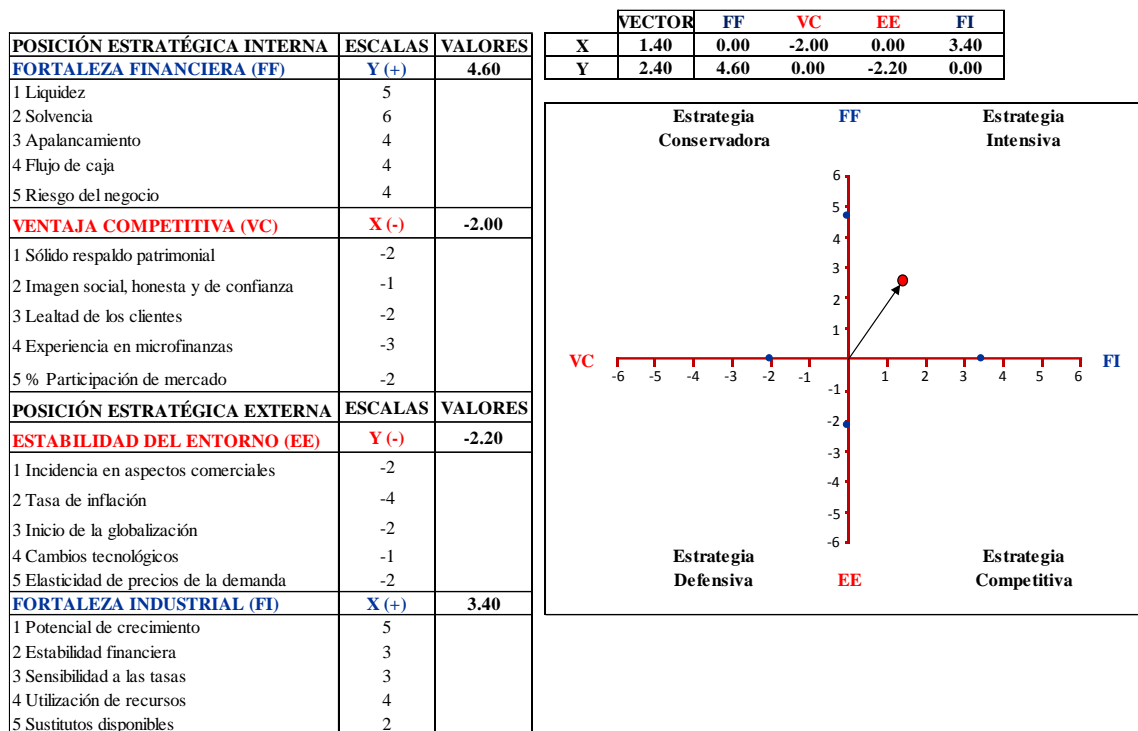 POSICIÓN ESTRATÉGICA INTERNA ESCALAS VALORES
FORTALEZA FINANCIERA (FF) Y (+) 4.60
1 Liquidez 5
2 Solvencia 6
3 Apalancamiento 4
4 Flujo de caja 4
5 Riesgo del negocio 4
VENTAJA COMPETITIVA (VC) X (-) -2.00
1 Sólido respaldo patrimonial -2
2 Imagen social, honesta y de confianza -1
3 Lealtad de los clientes -2
4 Experiencia en microfinanzas -3
5 % Participación de mercado -2
POSICIÓN ESTRATÉGICA EXTERNA ESCALAS VALORES
ESTABILIDAD DEL ENTORNO (EE) Y (-) -2.20
1 Incidencia en aspectos comerciales -2
2 Tasa de inflación -4
3 Inicio de la globalización -2
4 Cambios tecnológicos -1
5 Elasticidad de precios de la demanda -2
FORTALEZA INDUSTRIAL (FI) X (+) 3.40
1 Potencial de crecimiento 5
2 Estabilidad financiera 3
3 Sensibilidad a las tasas 3
4 Utilización de recursos 4
5 Sustitutos disponibles 2
VECTOR FF VC EE FI
X 1.40 0.00 -2.00 0.00 3.40
Y 2.40 4.60 0.00 -2.20 0.00
Estrategia FF Estrategia
Conservadora Intensiva
6
5
4
3
2
1
VC FI
-6 -5 -4 -3 -2 -1 1 2 3 4 5 6
-1
-2
-3
-4
-5
-6
Estrategia Estrategia
Defensiva EE Competitiva